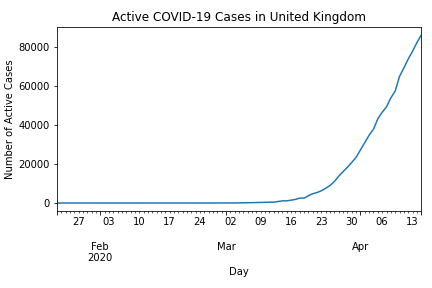 Active COVID-19 Cases in United Kingdom
Number of Active Cases
80000
60000
40000
20000
0
27 03 10 17 24 02 09 16 23 30 06 13
Feb Mar Apr
2020
Day